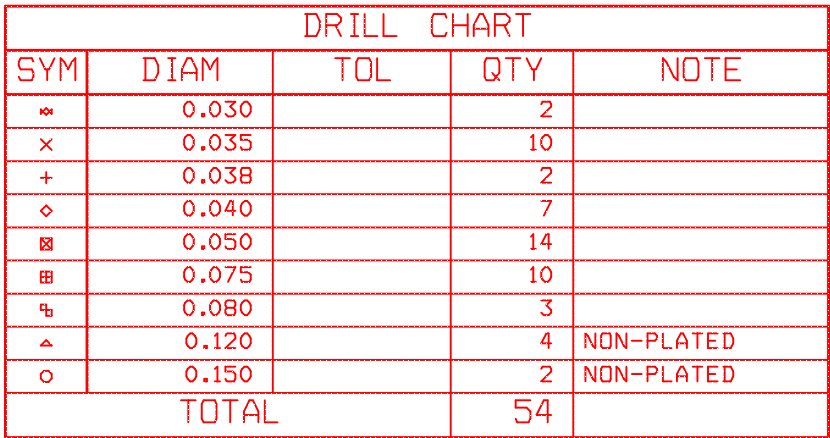 DRILL CHART
SYM DIAM TOL QTY NOTE
0.030 2
0.035 10
0.038 2
0.040 7
0.050 14
0.075 10
0.080 3
0.120 4 NON-PLATED
0.150 2 NON-PLATED
TOTAL 54